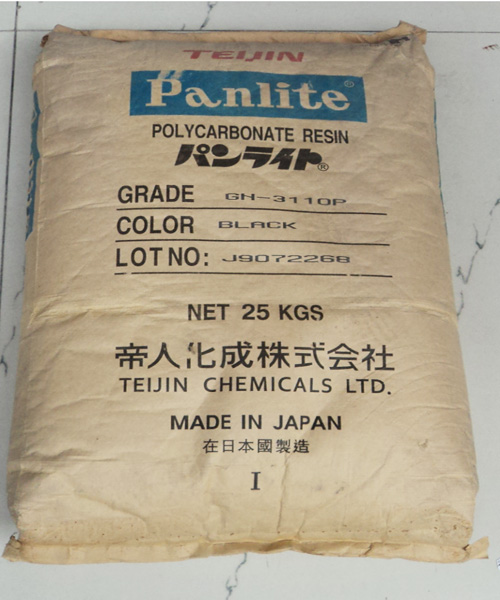 TEIJIN
Panlite®
POLYCARBONATE RESIN
パンライト®
GRADE GN-3110P
COLOR BLACK
LOT NO: J9072268
NET 25 KGS
帝人化成株式会社
TEIJIN CHEMICALS LTD.
MADE IN JAPAN
在日本國製造
I